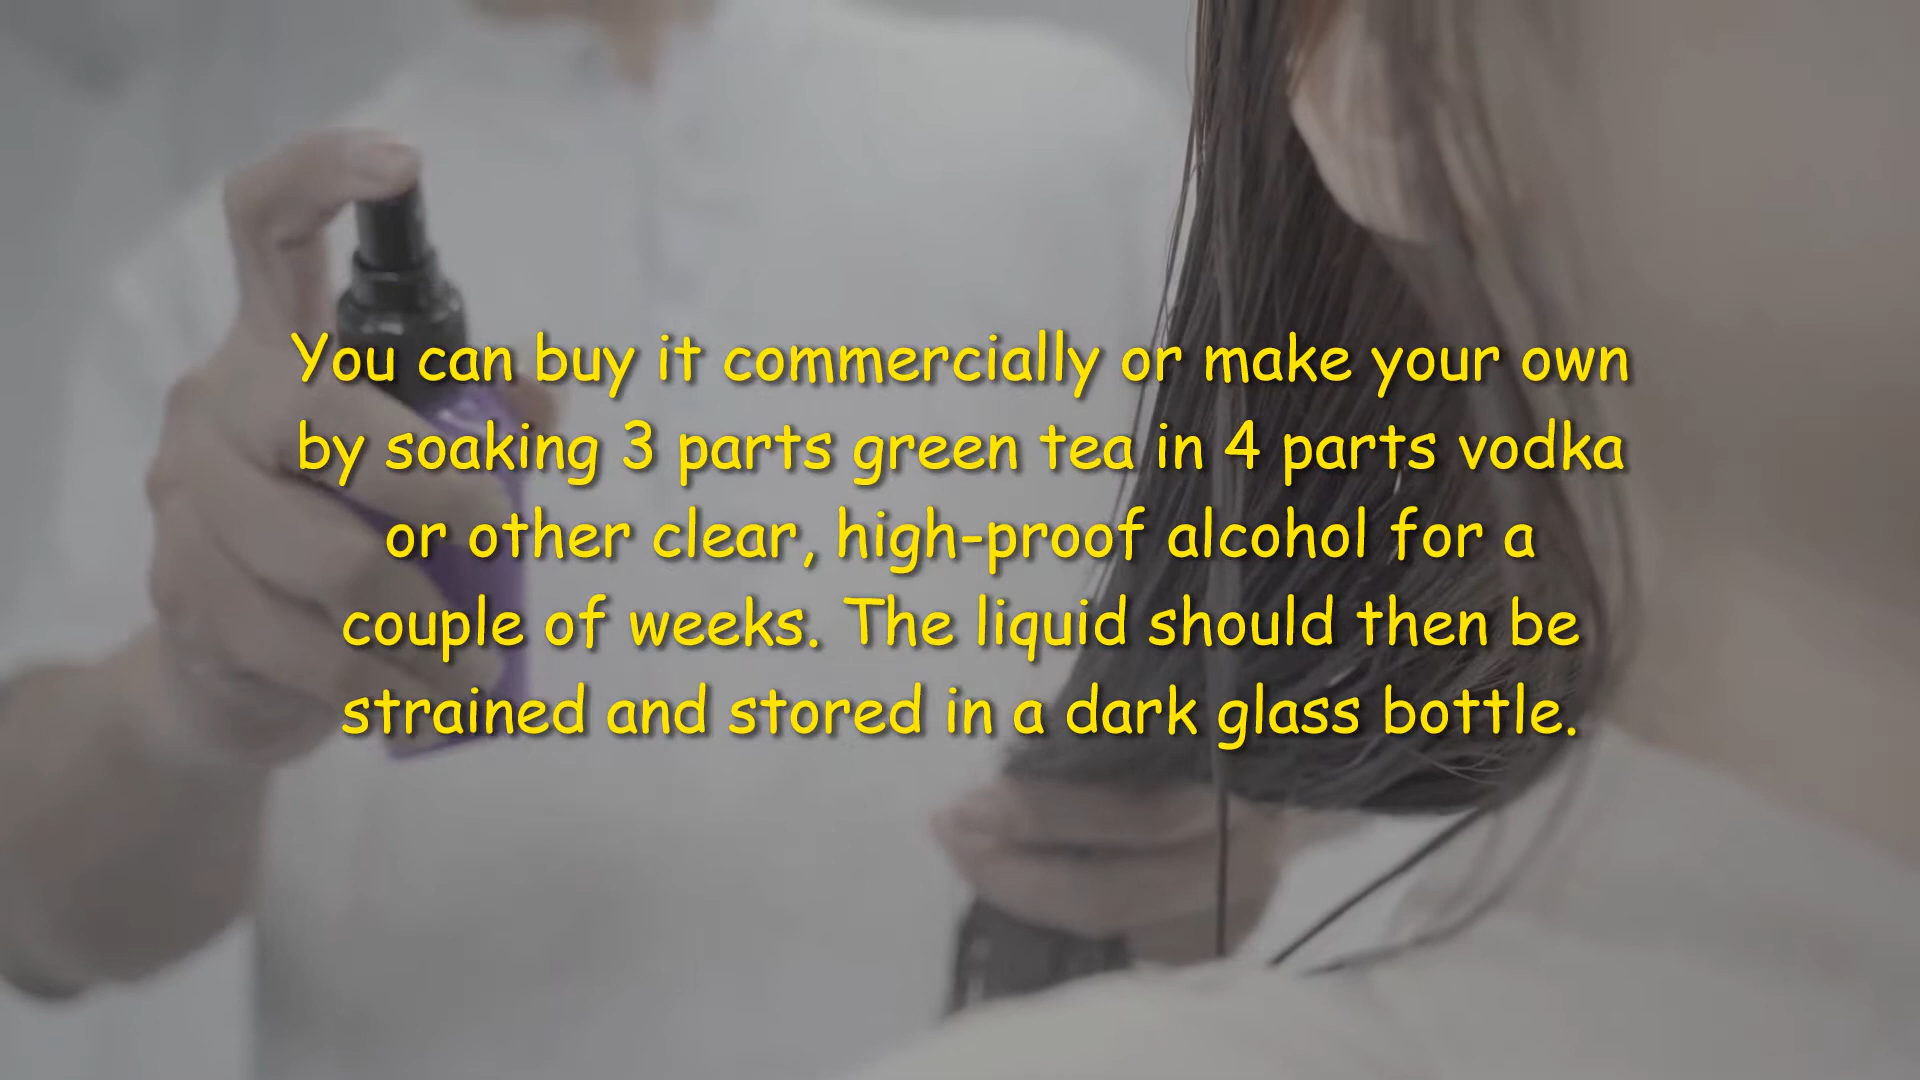 You can buy it commercially or make your own
by soaking 3 parts green tea in 4 parts vodka
or other clear, high-proof alcohol for a
couple of weeks. The liquid should then be
strained and stored in a dark glass bottle.